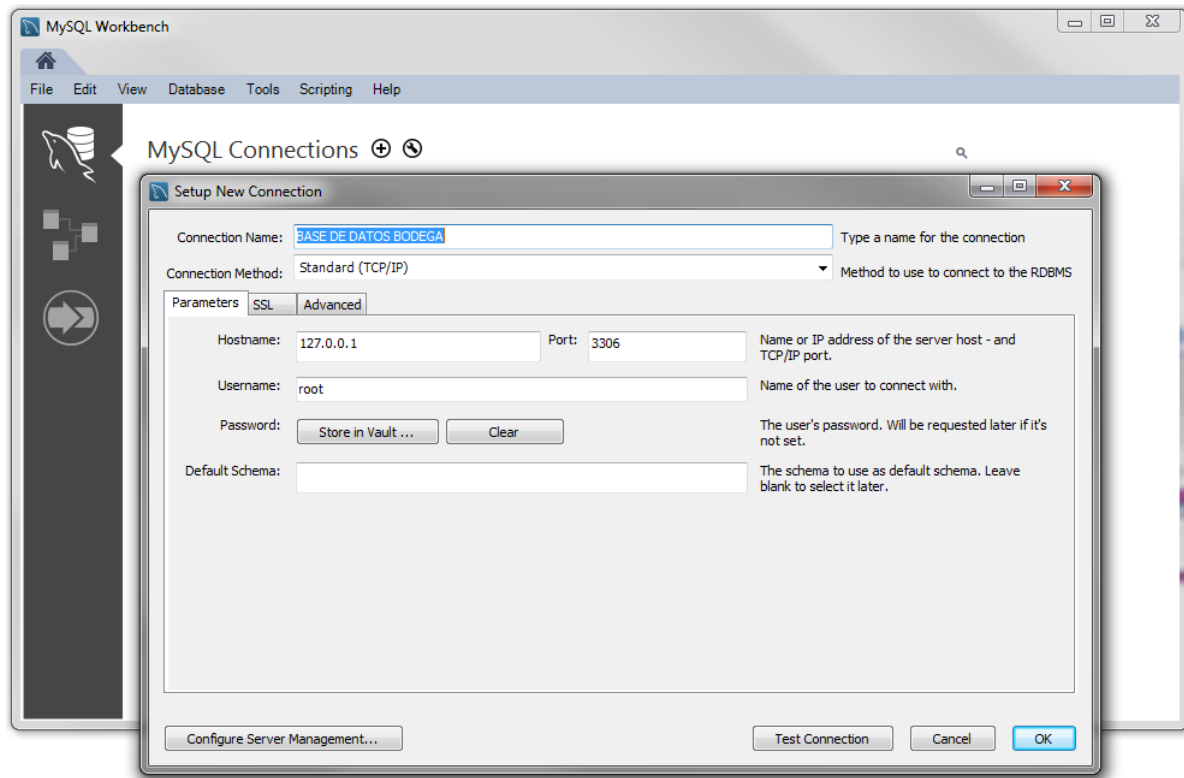 MySQL Workbench
File Edit View Database Tools Scripting Help
MySQL Connections
Setup New Connection
Connection Name: BASE DE DATOS BODEGA Type a name for the connection
Connection Method: Standard (TCP/IP) Method to use to connect to the RDBMS
Parameters SSL Advanced
Hostname: 127.0.0.1 Port: 3306 Name or IP address of the server host - and
TCP/IP port.
Username: root Name of the user to connect with.
Password: Store in Vault ... Clear The user's password. Will be requested later if it's
not set.
Default Schema: The schema to use as default schema. Leave
blank to select it later.
Configure Server Management... Test Connection Cancel OK